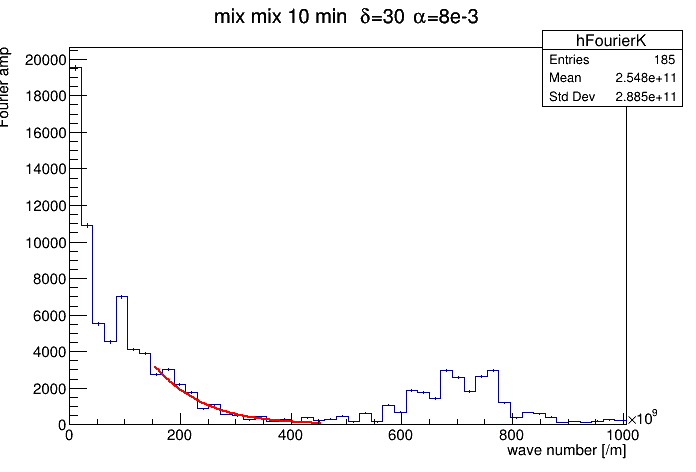 mix mix 10 min δ=30 α=8e-3
hFourierK
Entries 185
Mean 2.548e+11
Std Dev 2.885e+11
Fourier amp
20000
18000
16000
14000
12000
10000
8000
6000
4000
2000
0
0 200 400 600 800 1000
×10⁹
wave number [/m]